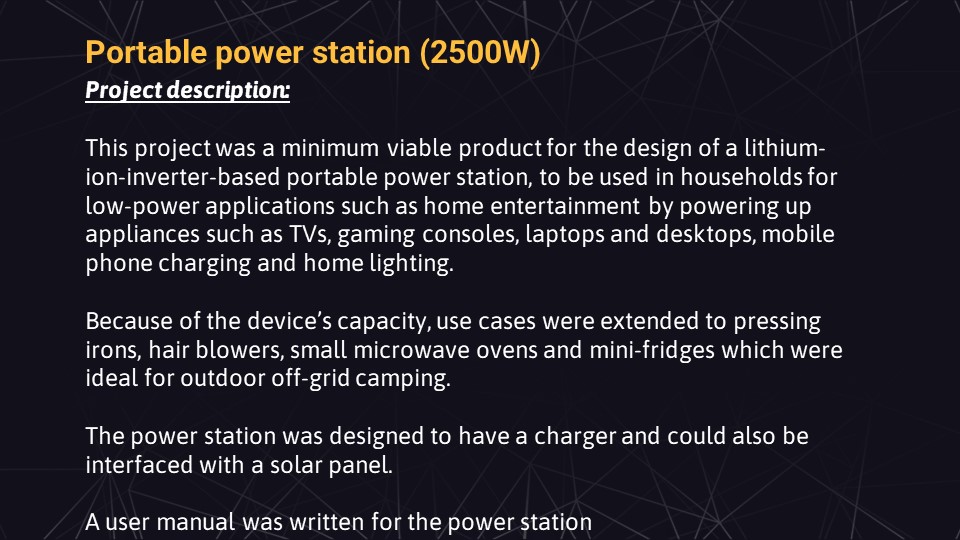 Portable power station (2500W)
Project description:
This project was a minimum viable product for the design of a lithium-
ion-inverter-based portable power station, to be used in households for
low-power applications such as home entertainment by powering up
appliances such as TVs, gaming consoles, laptops and desktops, mobile
phone charging and home lighting.
Because of the device’s capacity, use cases were extended to pressing
irons, hair blowers, small microwave ovens and mini-fridges which were
ideal for outdoor off-grid camping.
The power station was designed to have a charger and could also be
interfaced with a solar panel.
A user manual was written for the power station